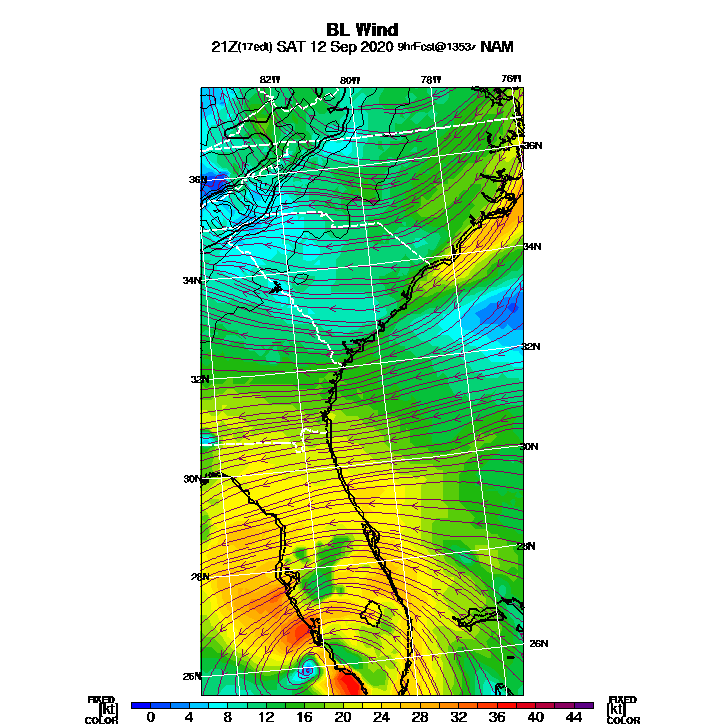 BL Wind
21Z(17edt) SAT 12 Sep 2020 9hrFcst@1353z NAM
82W 80W 78W 76W
36N
36N
34N
34N
32N
32N
30N
30N
28N
28N
26N
26N
FIXED FIXED
[kt] 0 4 8 12 16 20 24 28 32 36 40 44 [kt]
COLOR COLOR